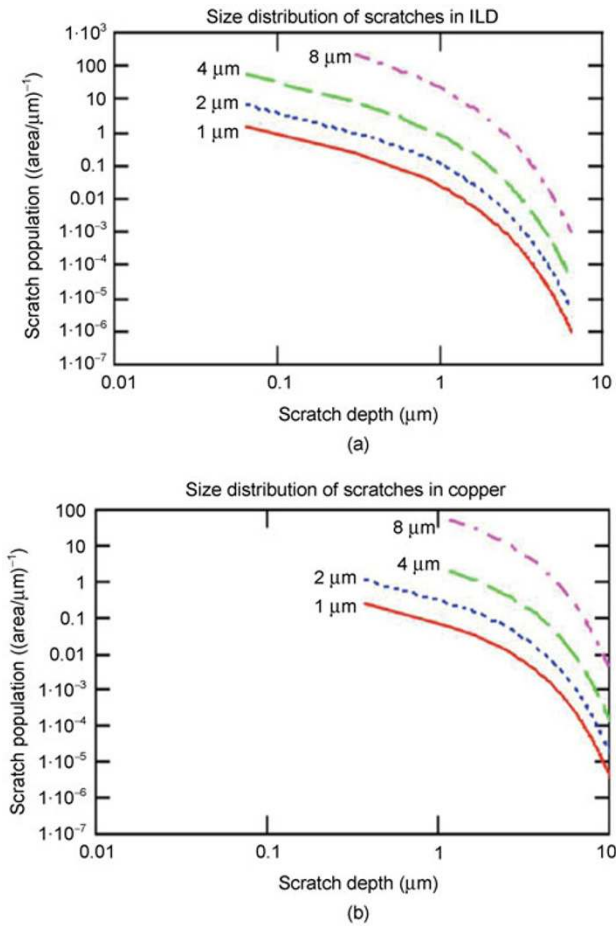 Size distribution of scratches in ILD
1·10³
100
10
1
0.1
0.01
1·10⁻³
1·10⁻⁴
1·10⁻⁵
1·10⁻⁶
1·10⁻⁷
Scratch population ((area/μm)⁻¹)
8 μm
4 μm
2 μm
1 μm
0.01 0.1 1 10
Scratch depth (μm)
(a)
Size distribution of scratches in copper
100
10
1
0.1
0.01
1·10⁻³
1·10⁻⁴
1·10⁻⁵
1·10⁻⁶
1·10⁻⁷
Scratch population ((area/μm)⁻¹)
8 μm
4 μm
2 μm
1 μm
0.01 0.1 1 10
Scratch depth (μm)
(b)